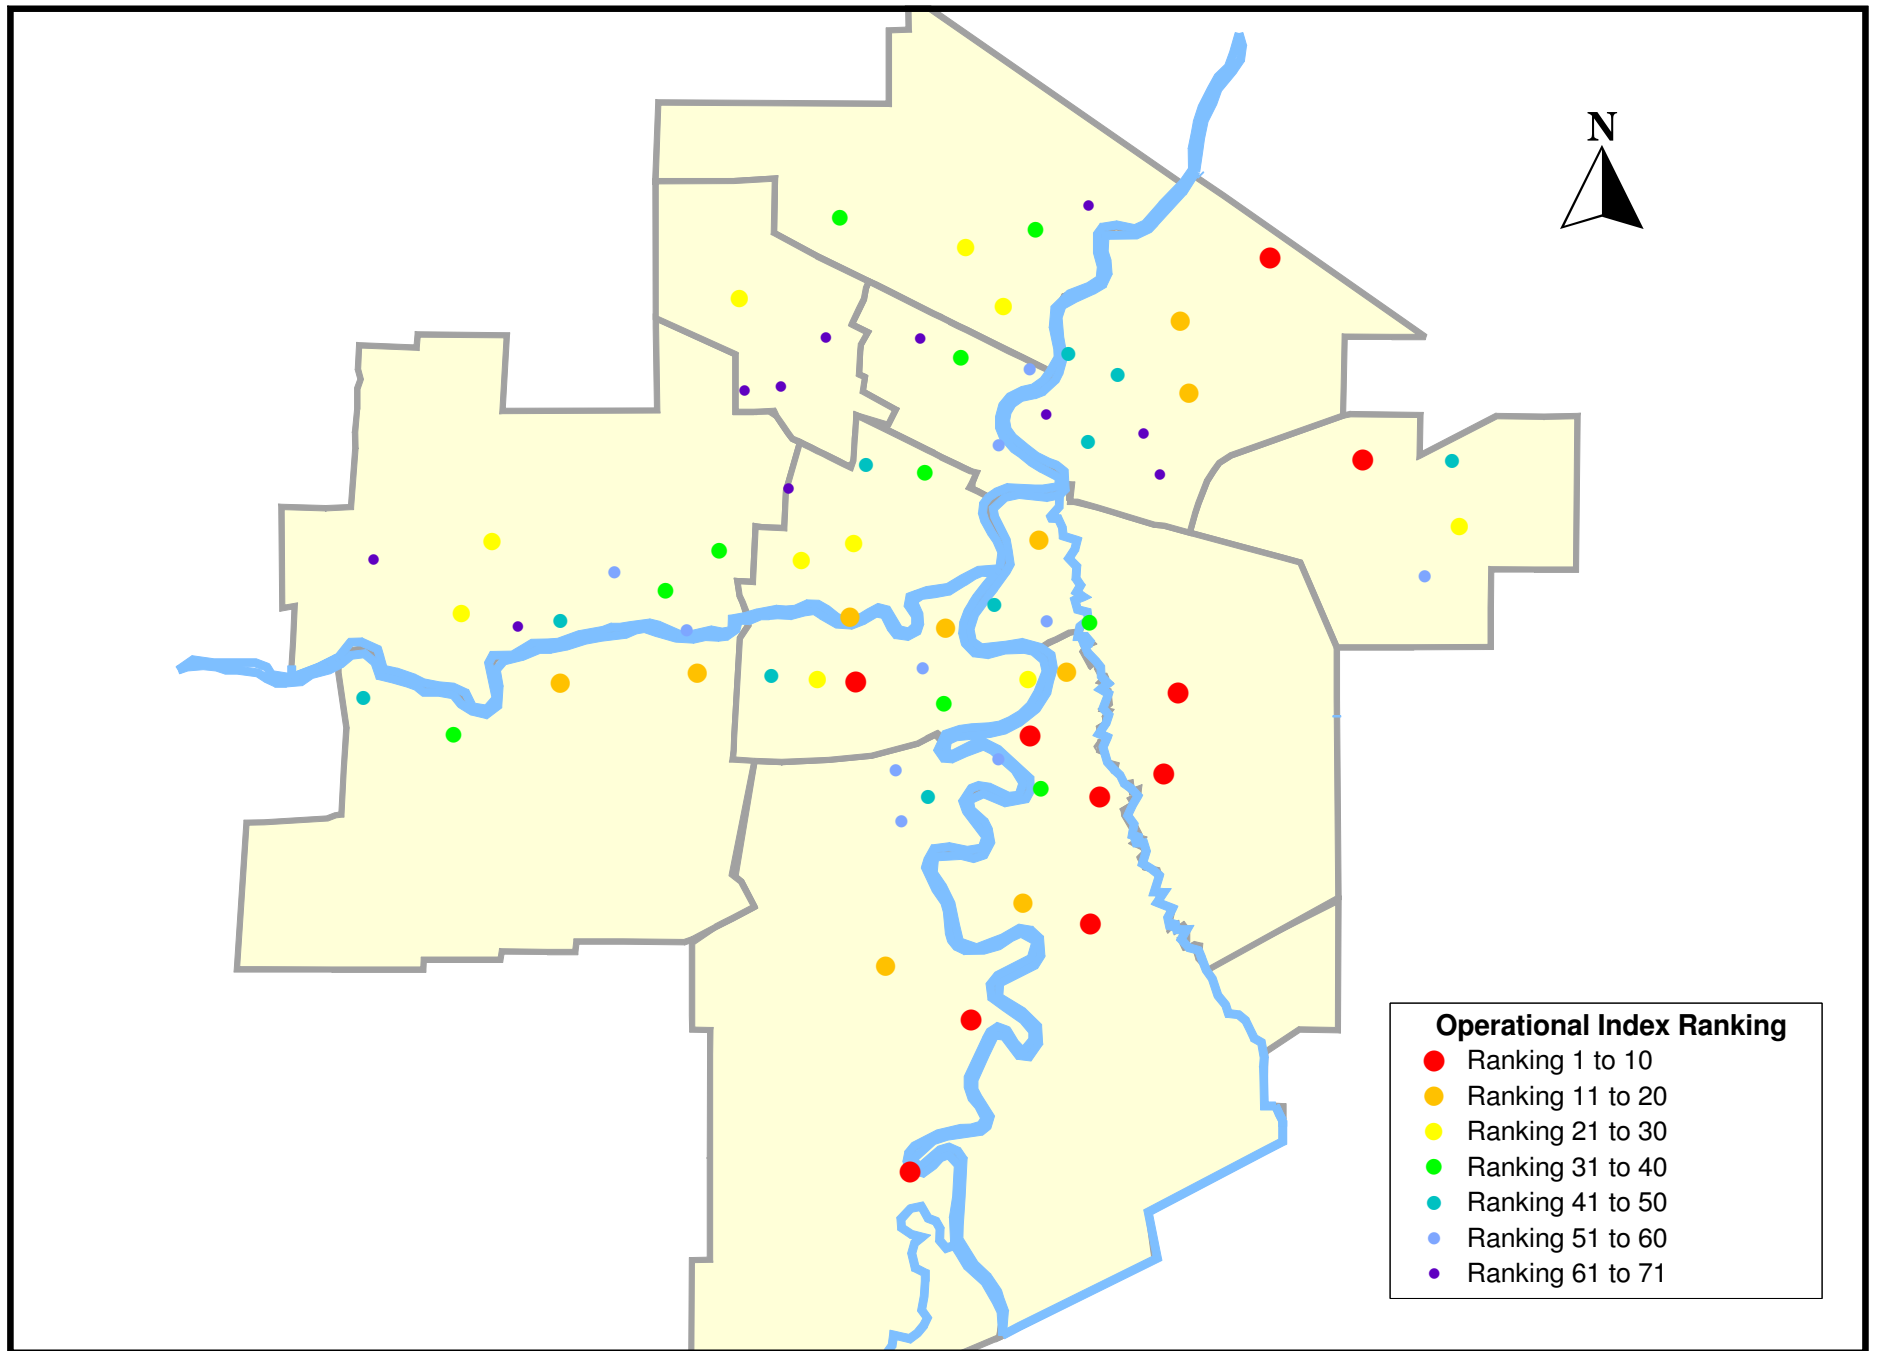 N
Operational Index Ranking
Ranking 1 to 10
Ranking 11 to 20
Ranking 21 to 30
Ranking 31 to 40
Ranking 41 to 50
Ranking 51 to 60
Ranking 61 to 71